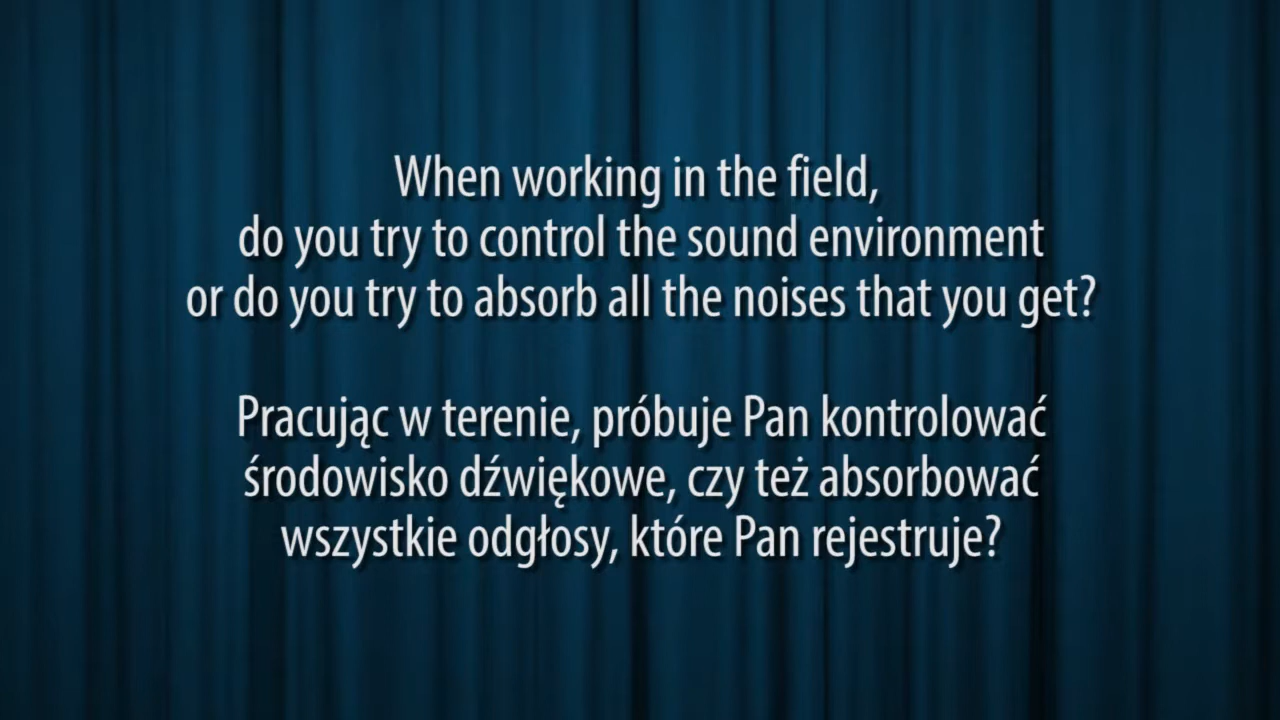 When working in the field,
do you try to control the sound environment
or do you try to absorb all the noises that you get?
Pracując w terenie, próbuje Pan kontrolować
środowisko dźwiękowe, czy też absorbować
wszystkie odgłosy, które Pan rejestruje?